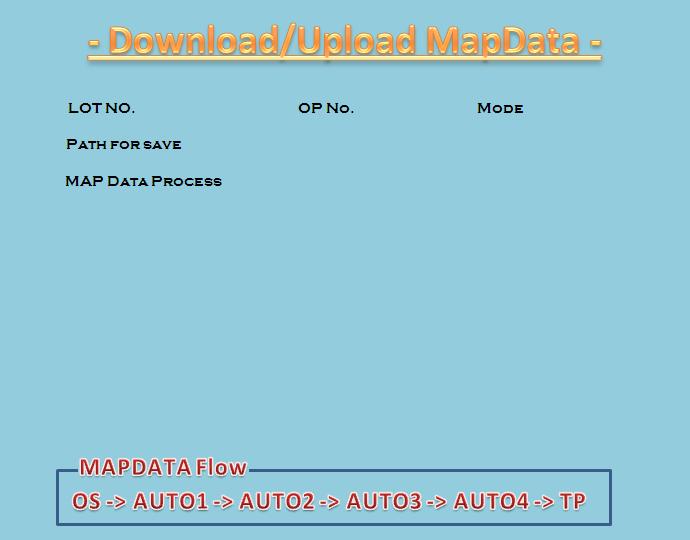 - Download/Upload MapData -
LOT NO. OP No. Mode
Path for save
MAP Data Process
MAPDATA Flow
OS -> AUTO1 -> AUTO2 -> AUTO3 -> AUTO4 -> TP